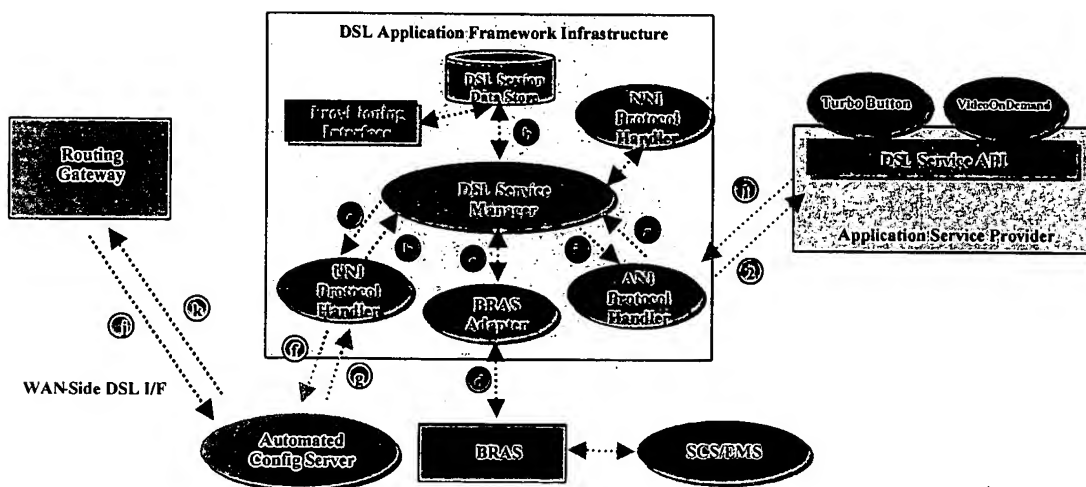 DSL Application Framework Infrastructure
DSL Session
Data Store
Provisioning
Interface
NNI
Protocol
Handler
Turbo Button
VideoOnDemand
DSL Service API
Application Service Provider
Routing
Gateway
DSL Service
Manager
b
UNI
Protocol
Handler
BRAS
Adapter
ANI
Protocol
Handler
c
2
f
g
d
k
WAN-Side DSL I/F
Automated
Config Server
BRAS
SCS/EMS